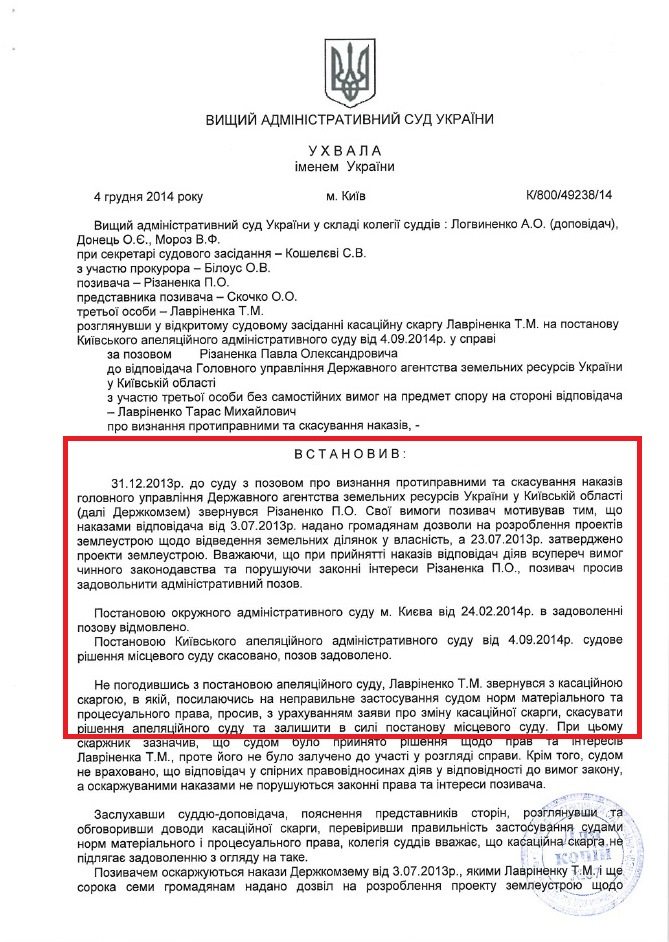 ВИЩИЙ АДМІНІСТРАТИВНИЙ СУД УКРАЇНИ
У Х В А Л А
іменем України
4 грудня 2014 року м. Київ К/800/49238/14
Вищий адміністративний суд України у складі колегії суддів : Логвиненко А.О. (доповідач),
Донець О.Є., Мороз В.Ф.
при секретарі судового засідання – Кошелєві С.В.
з участю прокурора – Білоус О.В.
позивача – Різаненка П.О.
представника позивача – Скочко О.О.
третьої особи – Лавріненка Т.М.
розглянувши у відкритому судовому засіданні касаційну скаргу Лавріненка Т.М. на постанову
Київського апеляційного адміністративного суду від 4.09.2014р. у справі
за позовом Різаненка Павла Олександровича
до відповідача Головного управління Державного агентства земельних ресурсів України
у Київській області
з участю третьої особи без самостійних вимог на предмет спору на стороні відповідача
– Лавріненко Тарас Михайлович
про визнання протиправними та скасування наказів, -
В С Т А Н О В И В :
31.12.2013р. до суду з позовом про визнання протиправними та скасування наказів
головного управління Державного агентства земельних ресурсів України у Київській області
(далі Держкомзем) звернувся Різаненко П.О. Свої вимоги позивач мотивував тим, що
наказами відповідача від 3.07.2013р. надано громадянам дозволи на розроблення проектів
землеустрою щодо відведення земельних ділянок у власність, а 23.07.2013р. затверджено
проекти землеустрою. Вважаючи, що при прийнятті наказів відповідач діяв всупереч вимог
чинного законодавства та порушуючи законні інтереси Різаненка П.О., позивач просив
задовольнити адміністративний позов.
Постановою окружного адміністративного суду м. Києва від 24.02.2014р. в задоволенні
позову відмовлено.
Постановою Київського апеляційного адміністративного суду від 4.09.2014р. судове
рішення місцевого суду скасовано, позов задоволено.
Не погодившись з постановою апеляційного суду, Лавріненко Т.М. звернувся з касаційною
скаргою, в якій, посилаючись на неправильне застосування судом норм матеріального та
процесуального права, просив, з урахуванням заяви про зміну касаційної скарги, скасувати
рішення апеляційного суду та залишити в силі постанову місцевого суду. При цьому
скаржник зазначив, що судом було прийнято рішення щодо прав та інтересів
Лавріненка Т.М., проте його не було залучено до участі у розгляді справи. Крім того, судом
не враховано, що відповідач у спірних правовідносинах діяв у відповідності до вимог закону,
а оскаржуваними наказами не порушуються законні права та інтереси позивача.
Заслухавши суддю-доповідача, пояснення представників сторін, розглянувши та
обговоривши доводи касаційної скарги, перевіривши правильність застосування судами
норм матеріального і процесуального права, колегія суддів вважає, що касаційна скарга не
підлягає задоволенню з огляду на таке.
Позивачем оскаржуються накази Держкомзему від 3.07.2013р., якими Лавріненку Т.М. і ще
сорока семи громадянам надано дозвіл на розроблення проекту землеустрою щодо
Для
копій